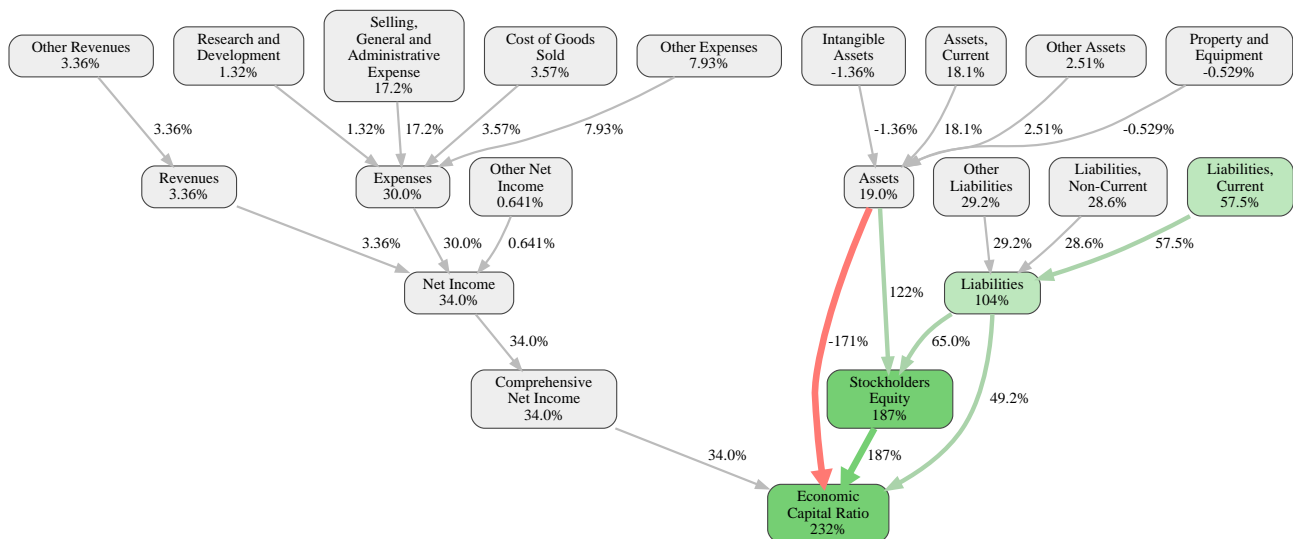 Other Revenues
3.36%
Research and
Development
1.32%
Selling,
General and
Administrative
Expense
17.2%
Cost of Goods
Sold
3.57%
Other Expenses
7.93%
Intangible
Assets
-1.36%
Assets,
Current
18.1%
Other Assets
2.51%
Property and
Equipment
-0.529%
3.36%
1.32%
17.2%
3.57%
7.93%
-1.36%
18.1%
2.51%
-0.529%
Revenues
3.36%
Expenses
30.0%
Other Net
Income
0.641%
Assets
19.0%
Other
Liabilities
29.2%
Liabilities,
Non-Current
28.6%
Liabilities,
Current
57.5%
3.36%
30.0%
0.641%
29.2%
28.6%
57.5%
Net Income
34.0%
122%
Liabilities
104%
34.0%
-171%
65.0%
Comprehensive
Net Income
34.0%
Stockholders
Equity
187%
49.2%
34.0%
187%
Economic
Capital Ratio
232%